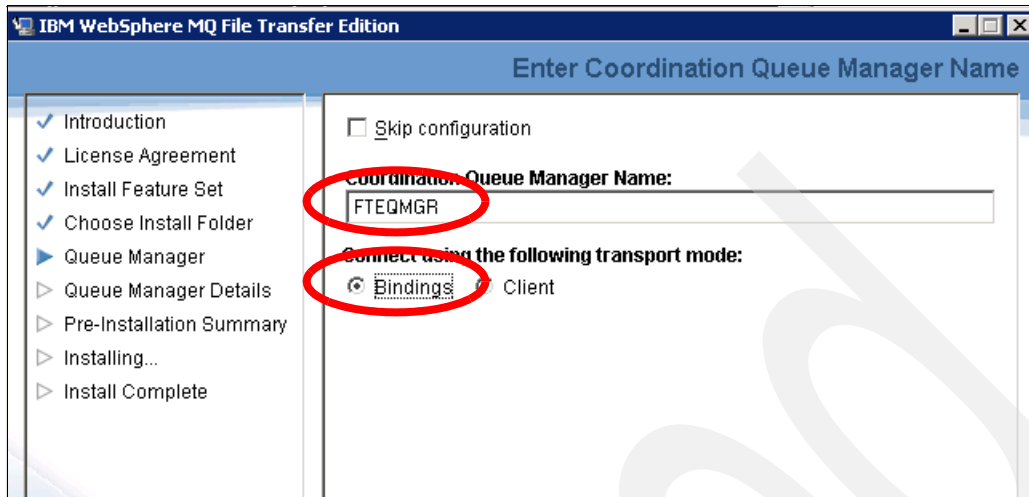 IBM WebSphere MQ File Transfer Edition
Enter Coordination Queue Manager Name
Introduction
License Agreement
Install Feature Set
Choose Install Folder
Queue Manager
Queue Manager Details
Pre-Installation Summary
Installing...
Install Complete
Skip configuration
Coordination Queue Manager Name:
FTEQMGR
Connect using the following transport mode:
Bindings Client